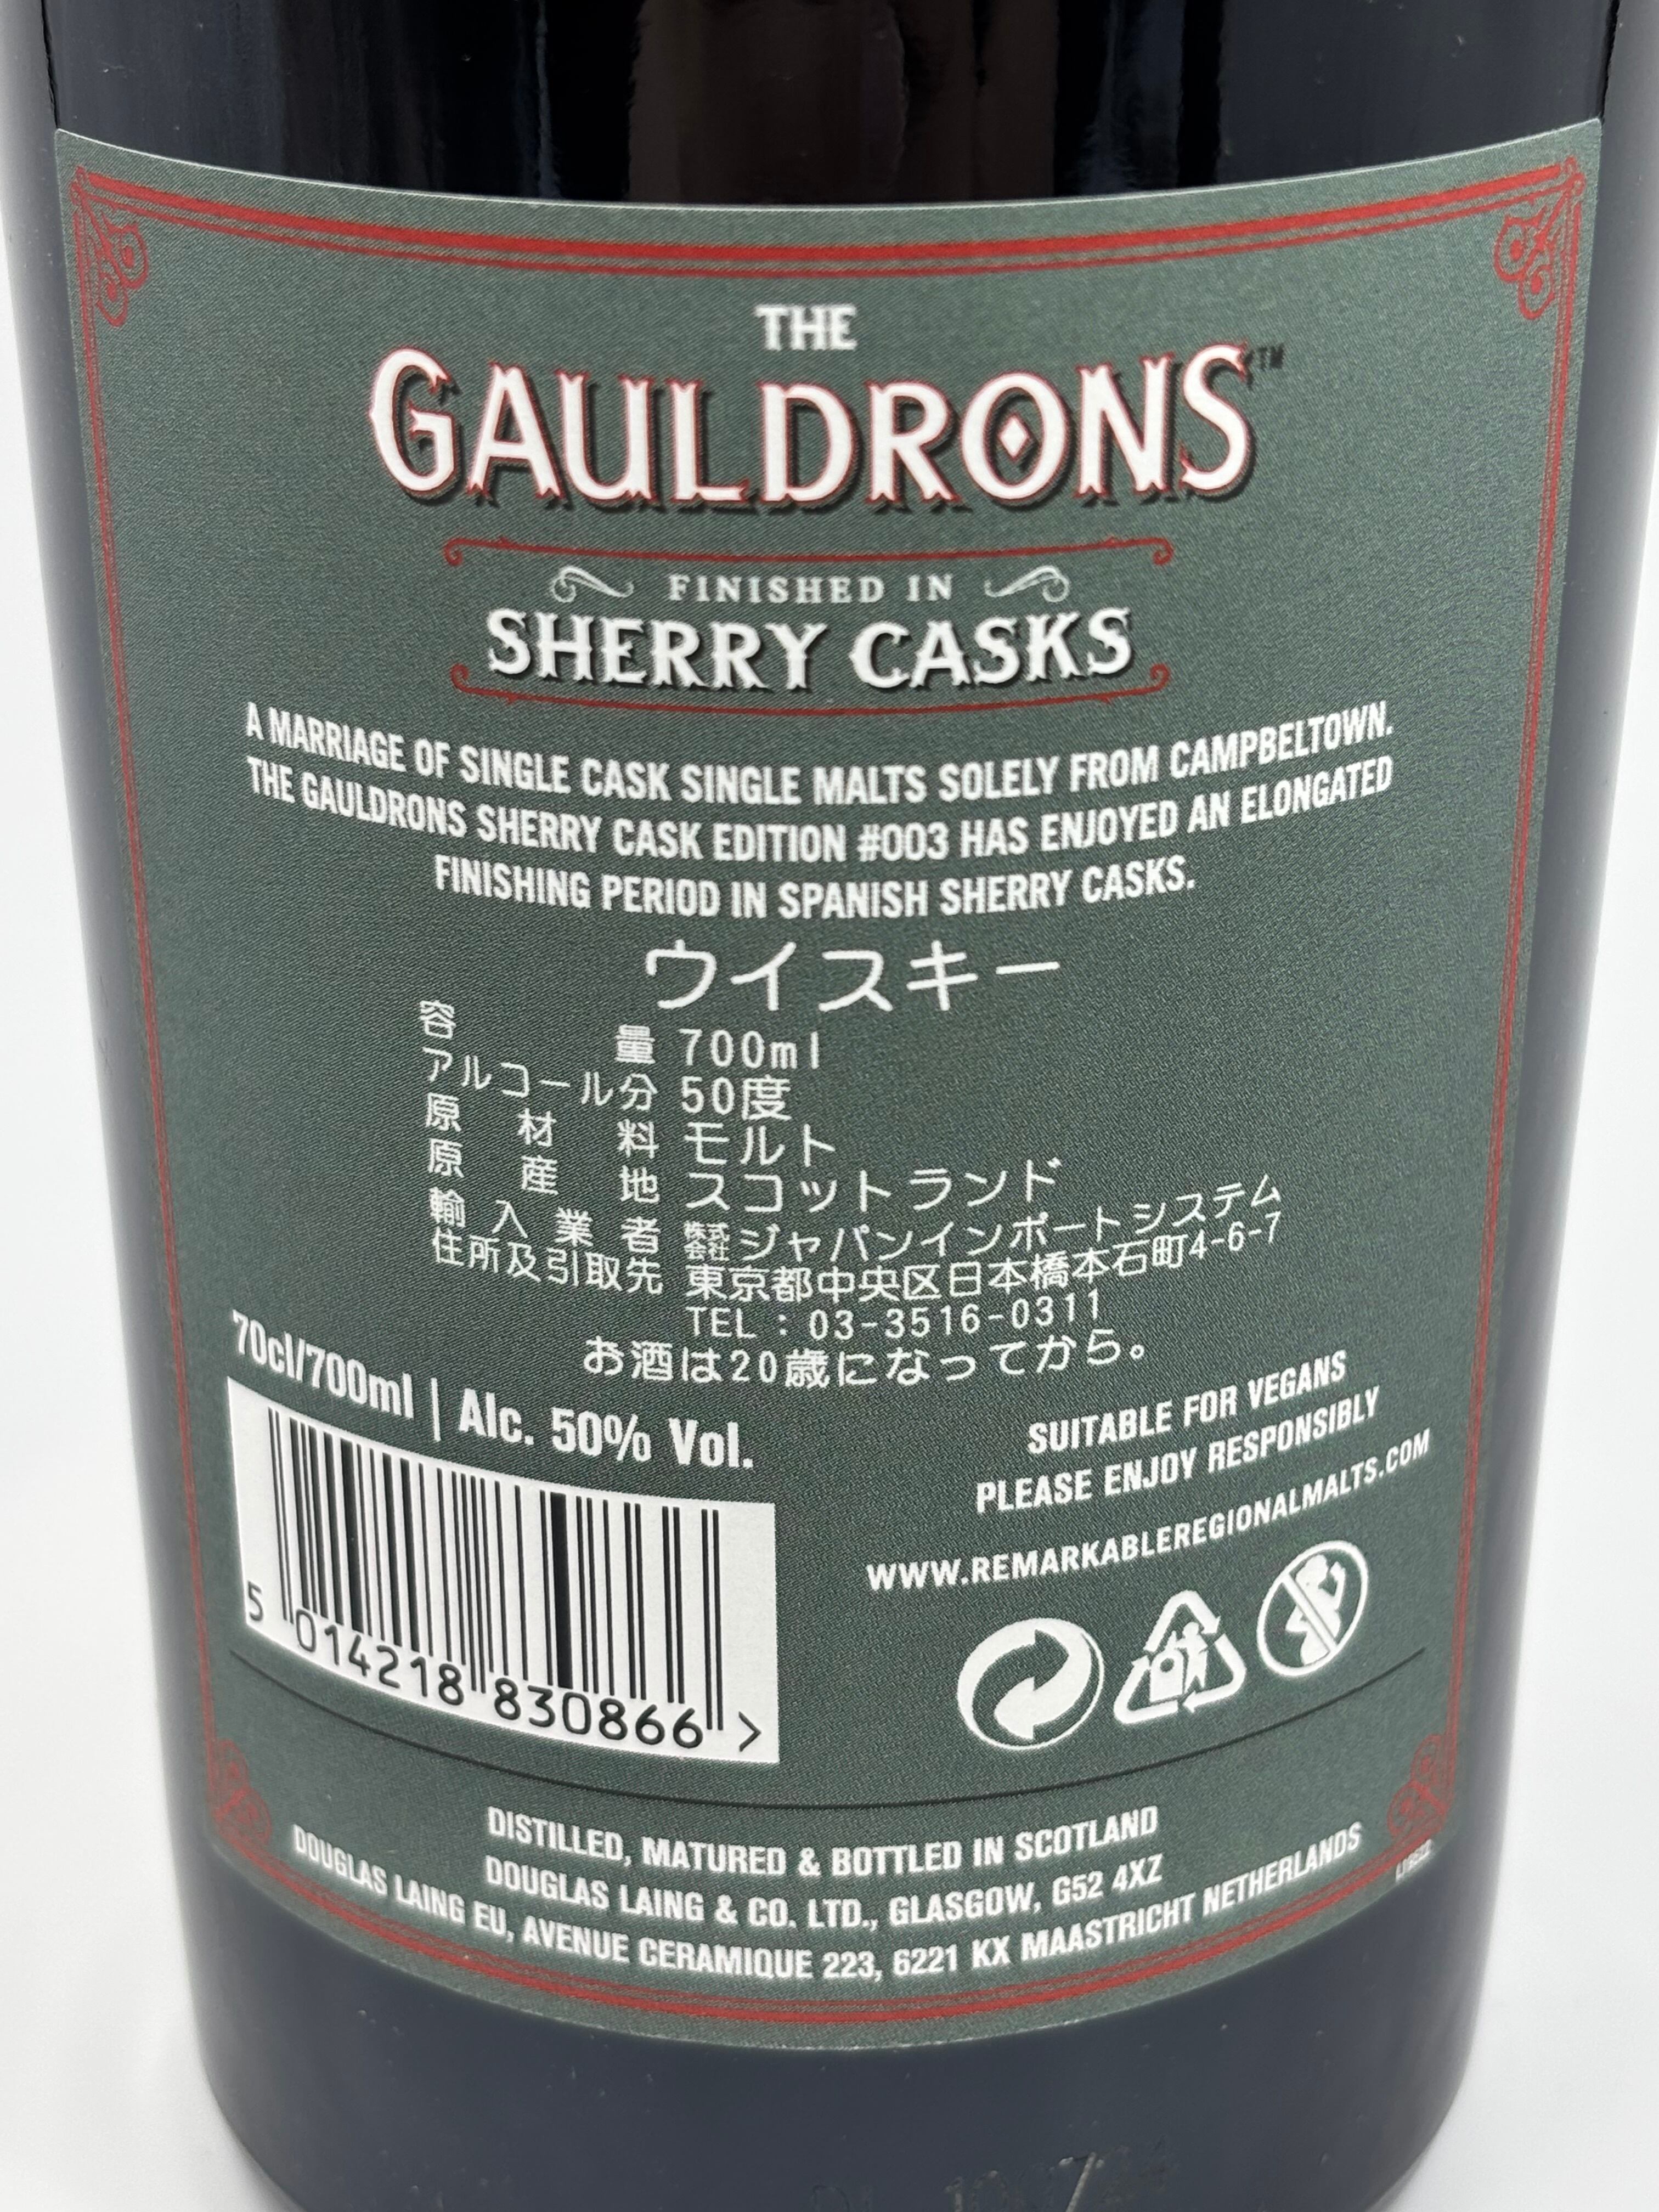 THE
GAULDRONS™
FINISHED IN
SHERRY CASKS
A MARRIAGE OF SINGLE CASK SINGLE MALTS SOLELY FROM CAMPBELTOWN.
THE GAULDRONS SHERRY CASK EDITION #003 HAS ENJOYED AN ELONGATED
FINISHING PERIOD IN SPANISH SHERRY CASKS.
ウイスキー
容量 700ml
アルコール分 50度
原材料 モルト
原産地 スコットランド
輸入業者 株式会社ジャパンインポートシステム
住所及引取先 東京都中央区日本橋本石町4-6-7
TEL : 03-3516-0311
お酒は20歳になってから。
70cl/700ml | Alc. 50% Vol.
SUITABLE FOR VEGANS
PLEASE ENJOY RESPONSIBLY
WWW.REMARKABLEREGIONALMALTS.COM
5 014218 830866 >
DISTILLED, MATURED & BOTTLED IN SCOTLAND
DOUGLAS LAING & CO. LTD., GLASGOW, G52 4XZ
DOUGLAS LAING EU, AVENUE CERAMIQUE 223, 6221 KX MAASTRICHT NETHERLANDS